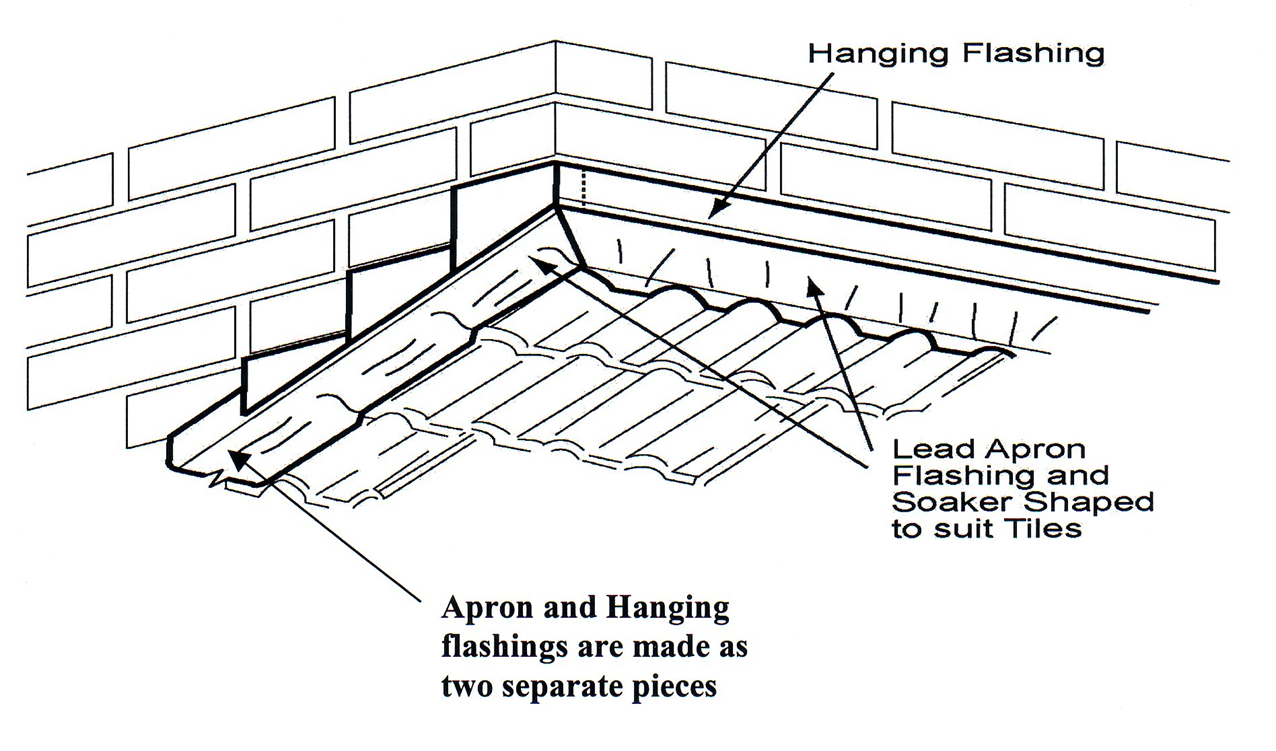 Hanging Flashing
Lead Apron
Flashing and
Soaker Shaped
to suit Tiles
Apron and Hanging
flashings are made as
two separate pieces